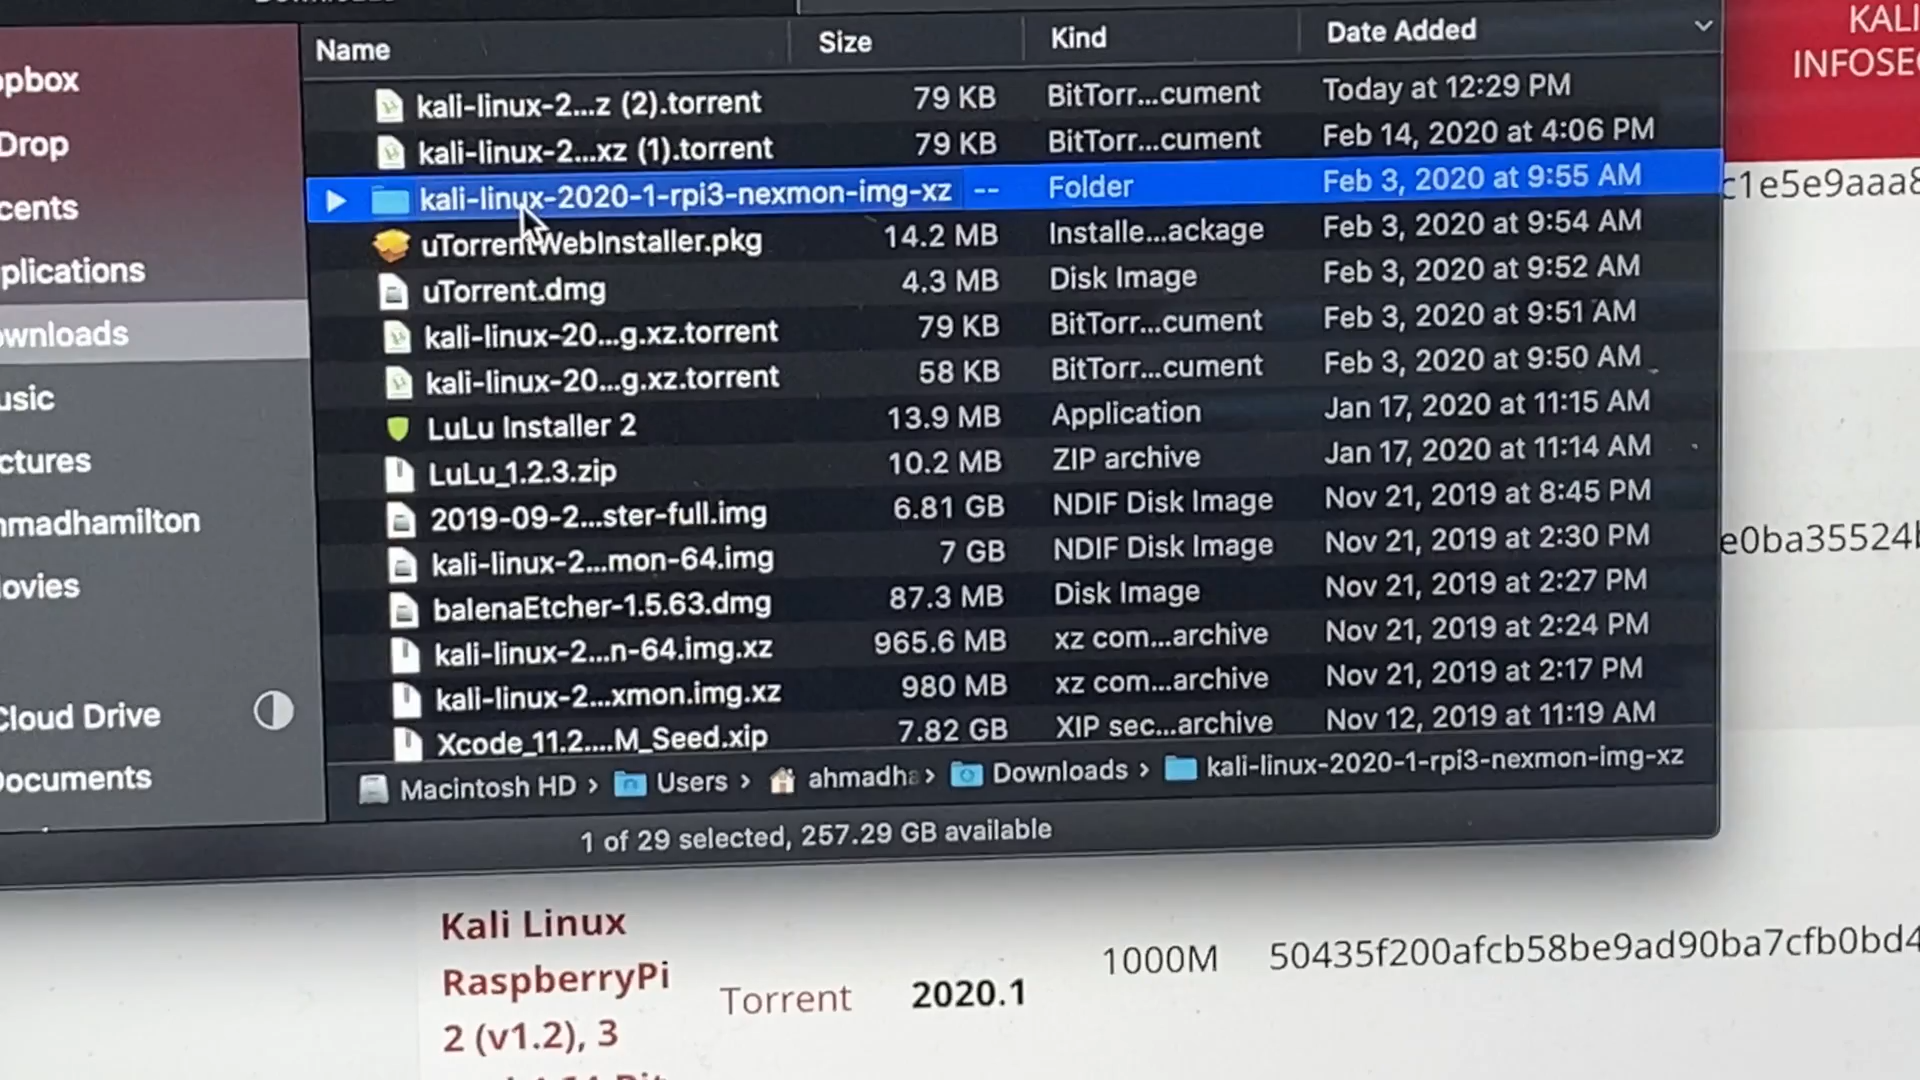 Name Size Kind Date Added
kali-linux-2...z (2).torrent 79 KB BitTorr...cument Today at 12:29 PM
kali-linux-2...xz (1).torrent 79 KB BitTorr...cument Feb 14, 2020 at 4:06 PM
kali-linux-2020-1-rpi3-nexmon-img-xz -- Folder Feb 3, 2020 at 9:55 AM
uTorrentWebInstaller.pkg 14.2 MB Installe...ackage Feb 3, 2020 at 9:54 AM
uTorrent.dmg 4.3 MB Disk Image Feb 3, 2020 at 9:52 AM
kali-linux-20...g.xz.torrent 79 KB BitTorr...cument Feb 3, 2020 at 9:51 AM
kali-linux-20...g.xz.torrent 58 KB BitTorr...cument Feb 3, 2020 at 9:50 AM
LuLu Installer 2 13.9 MB Application Jan 17, 2020 at 11:15 AM
LuLu_1.2.3.zip 10.2 MB ZIP archive Jan 17, 2020 at 11:14 AM
2019-09-2...ster-full.img 6.81 GB NDIF Disk Image Nov 21, 2019 at 8:45 PM
kali-linux-2...mon-64.img 7 GB NDIF Disk Image Nov 21, 2019 at 2:30 PM
balenaEtcher-1.5.63.dmg 87.3 MB Disk Image Nov 21, 2019 at 2:27 PM
kali-linux-2...n-64.img.xz 965.6 MB xz com...archive Nov 21, 2019 at 2:24 PM
kali-linux-2...xmon.img.xz 980 MB xz com...archive Nov 21, 2019 at 2:17 PM
Xcode_11.2....M_Seed.xip 7.82 GB XIP sec...archive Nov 12, 2019 at 11:19 AM
Macintosh HD › Users › ahmadha › Downloads › kali-linux-2020-1-rpi3-nexmon-img-xz
1 of 29 selected, 257.29 GB available
opbox
Drop
cents
plications
ownloads
usic
ctures
hmadhamilton
ovies
Cloud Drive
Documents
KALI
INFOSEC
c1e5e9aaa8
e0ba35524b
Kali Linux
RaspberryPi
2 (v1.2), 3
Torrent 2020.1 1000M 50435f200afcb58be9ad90ba7cfb0bd4